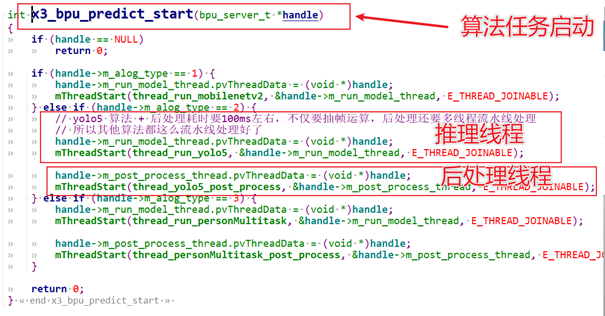 int x3_bpu_predict_start(bpu_server_t *handle)
算法任务启动
{
if (handle == NULL)
return 0;
if (handle->m_alog_type == 1) {
handle->m_run_model_thread.pvThreadData = (void *)handle;
mThreadStart(thread_run_mobilenetv2, &handle->m_run_model_thread, E_THREAD_JOINABLE);
} else if (handle->m_alog_type == 2) {
// yolo5 算法 + 后处理耗时要100ms左右，不仅要抽帧运算，后处理还要多线程流水线处理
// 所以其他算法都这么流水线处理好了
推理线程
handle->m_run_model_thread.pvThreadData = (void *)handle;
mThreadStart(thread_run_yolo5, &handle->m_run_model_thread, E_THREAD_JOINABLE);
后处理线程
handle->m_post_process_thread.pvThreadData = (void *)handle;
mThreadStart(thread_yolo5_post_process, &handle->m_post_process_thread, E_THREAD_JOINABLE);
} else if (handle->m_alog_type == 3) {
handle->m_run_model_thread.pvThreadData = (void *)handle;
mThreadStart(thread_run_personMultitask, &handle->m_run_model_thread, E_THREAD_JOINABLE);
handle->m_post_process_thread.pvThreadData = (void *)handle;
mThreadStart(thread_personMultitask_post_process, &handle->m_post_process_thread, E_THREAD_JO
}
return 0;
} « end x3_bpu_predict_start »